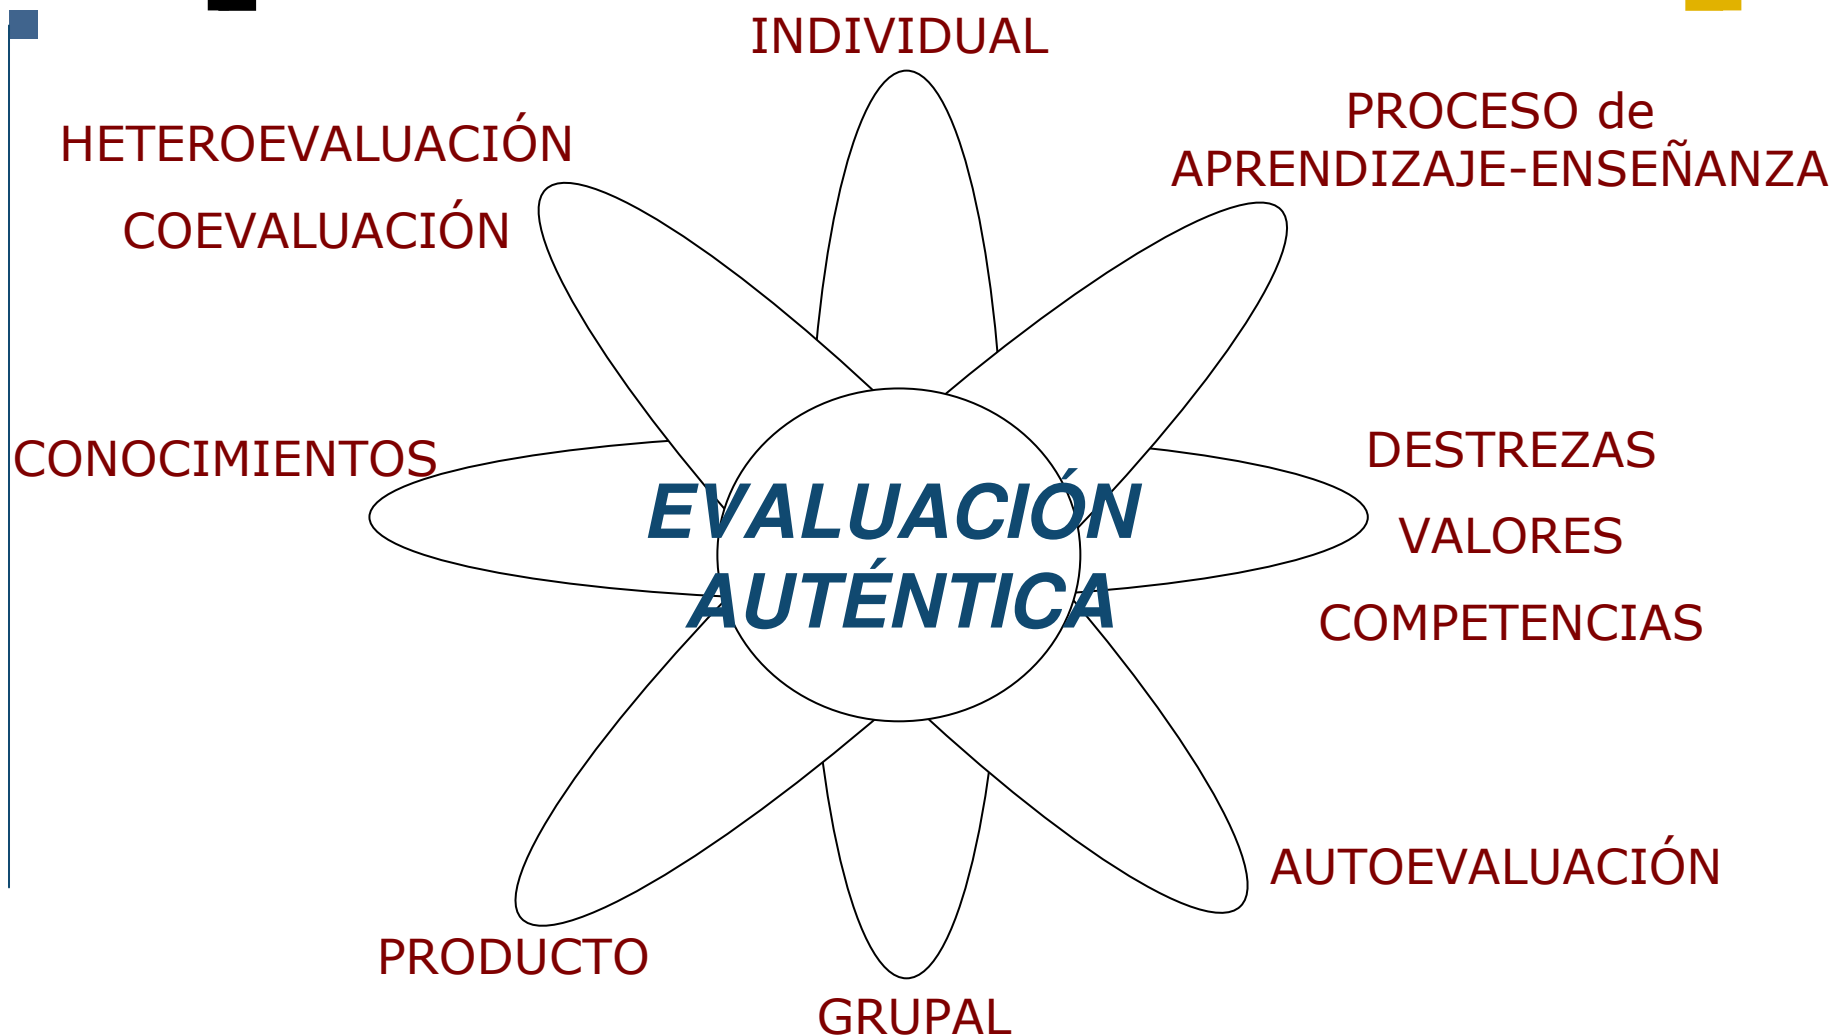 INDIVIDUAL
PROCESO de
APRENDIZAJE-ENSEÑANZA
HETEROEVALUACIÓN
COEVALUACIÓN
CONOCIMIENTOS
EVALUACIÓN
AUTÉNTICA
DESTREZAS
VALORES
COMPETENCIAS
AUTOEVALUACIÓN
PRODUCTO
GRUPAL